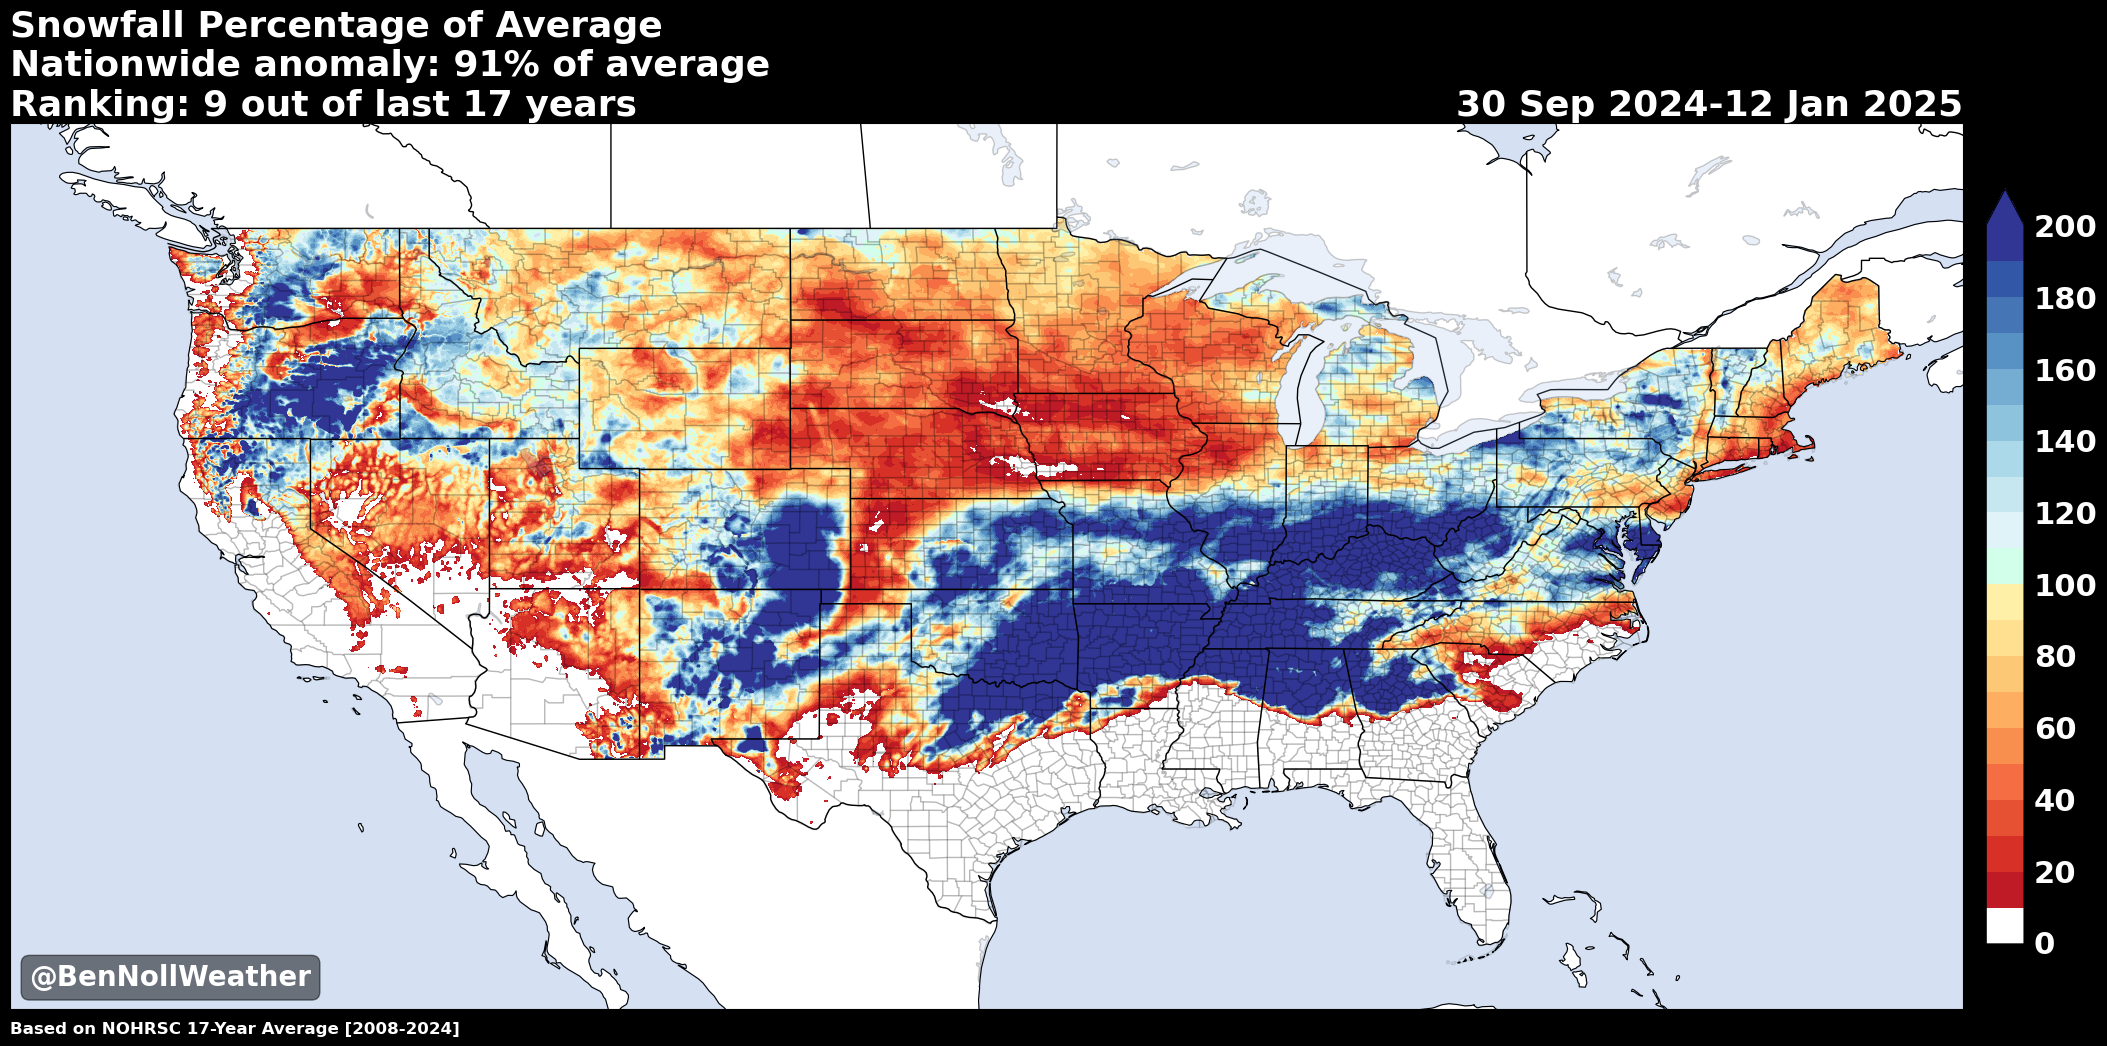 Snowfall Percentage of Average
Nationwide anomaly: 91% of average
Ranking: 9 out of last 17 years
30 Sep 2024-12 Jan 2025
200
180
160
140
120
100
80
60
40
20
0
@BenNollWeather
Based on NOHRSC 17-Year Average [2008-2024]